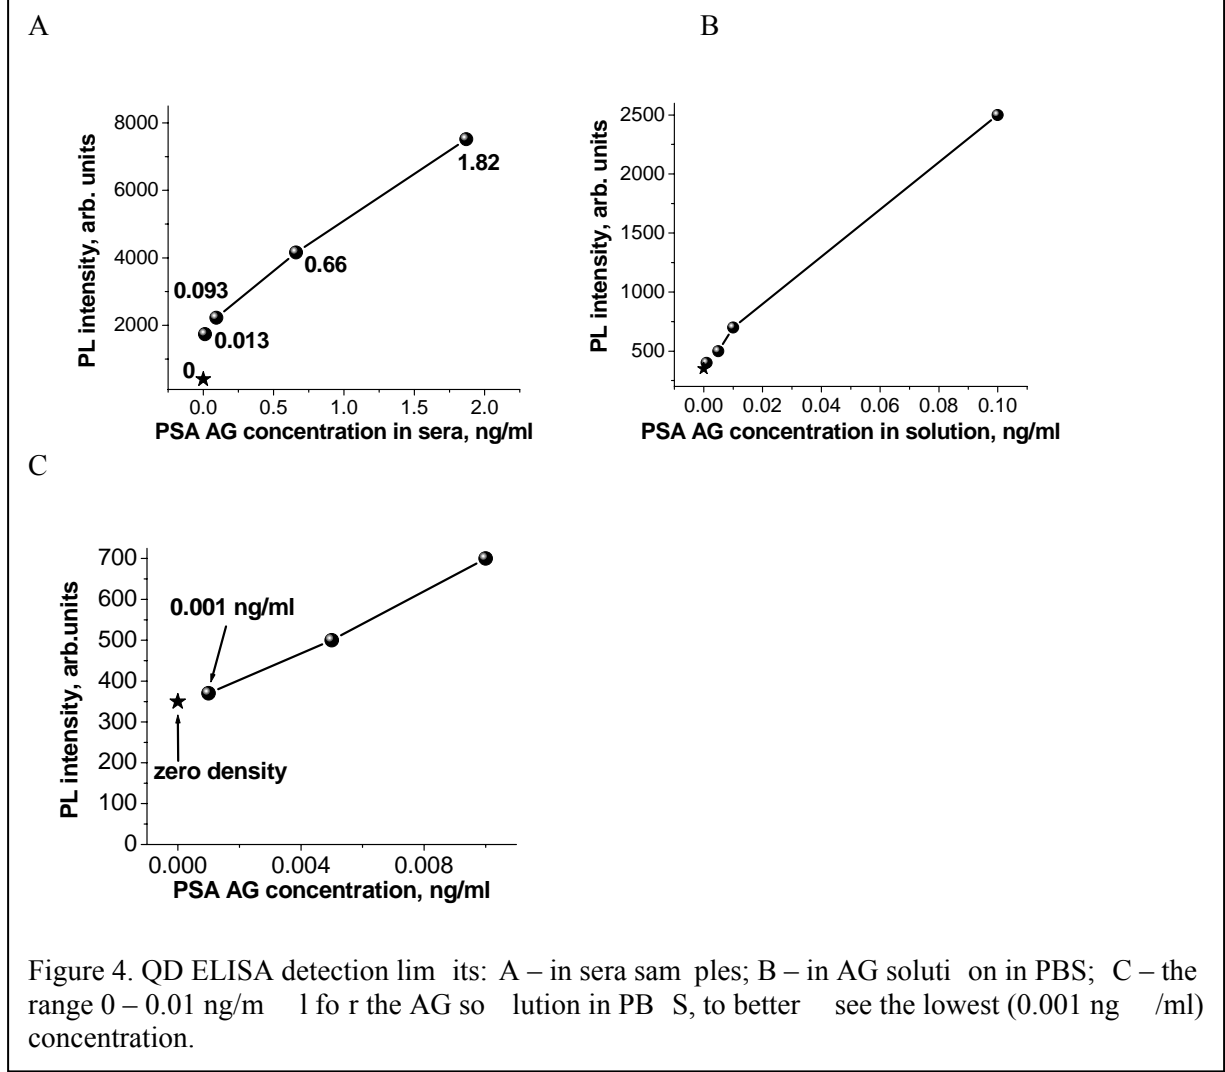 A
B
8000
6000
4000
2000
PL intensity, arb. units
1.82
0.66
0.093
0.013
0
0.0 0.5 1.0 1.5 2.0
PSA AG concentration in sera, ng/ml
2500
2000
1500
1000
500
PL intensity, arb. units
0.00 0.02 0.04 0.06 0.08 0.10
PSA AG concentration in solution, ng/ml
C
700
600
500
400
300
200
100
0
PL intensity, arb.units
0.001 ng/ml
zero density
0.000 0.004 0.008
PSA AG concentration, ng/ml
Figure 4. QD ELISA detection lim its: A – in sera sam ples; B – in AG soluti on in PBS; C – the
range 0 – 0.01 ng/m l fo r the AG so lution in PB S, to better see the lowest (0.001 ng /ml)
concentration.